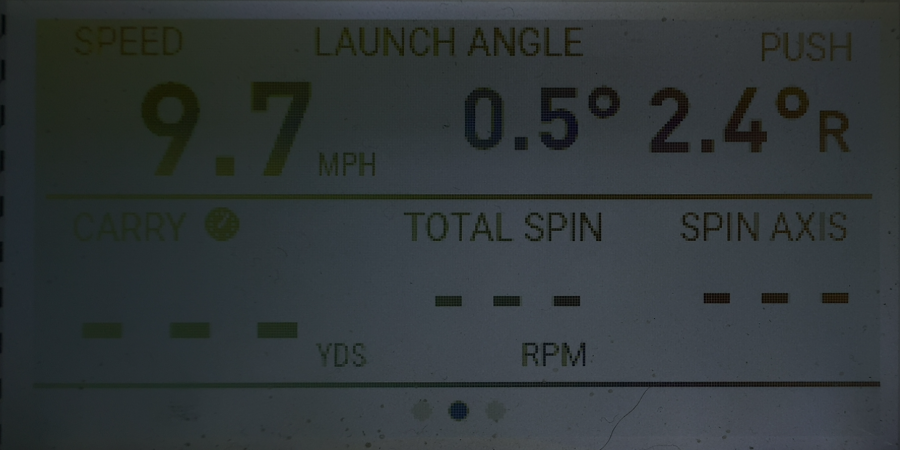 SPEED LAUNCH ANGLE PUSH
9.7 MPH 0.5° 2.4° R
CARRY TOTAL SPIN SPIN AXIS
--- YDS --- RPM ---